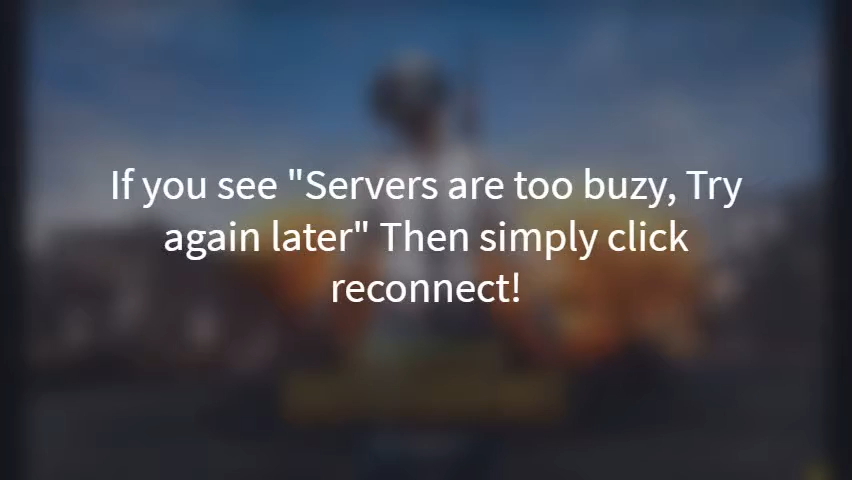 If you see "Servers are too buzy, Try
again later" Then simply click
reconnect!